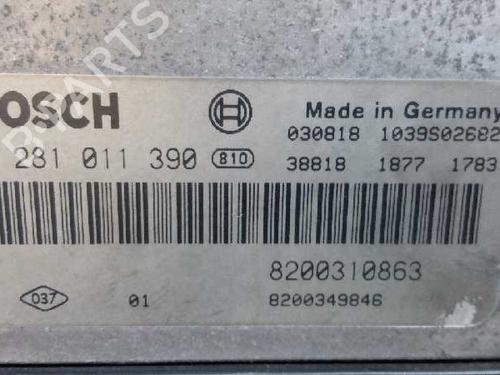 OSCH
Made in Germany
030818 1039S02682
281 011 390 810
38818 1877 1783
8200310863
037 01 8200349846